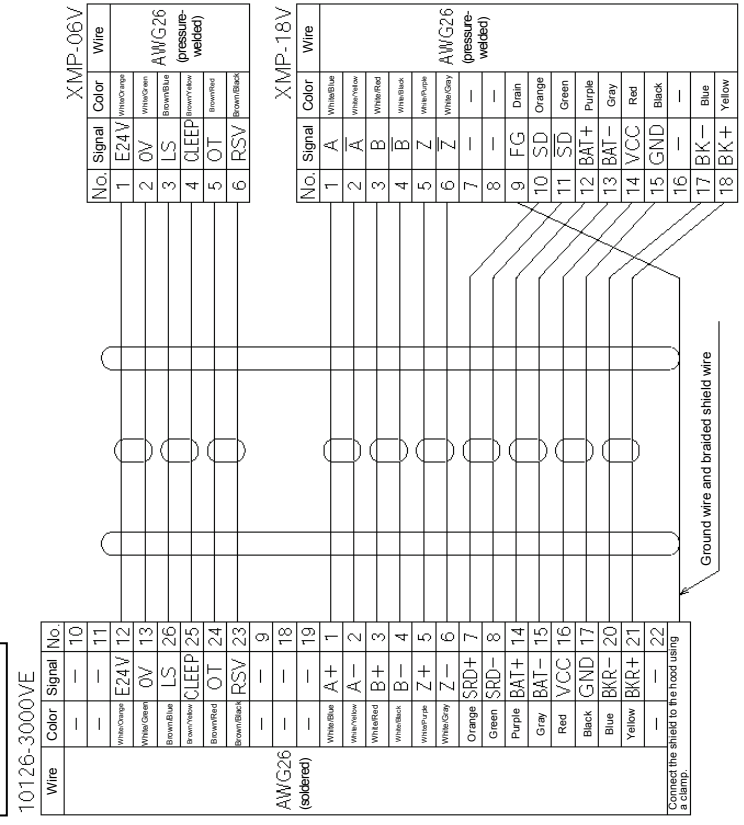 10126-3000VE
Wire Color Signal No.
— — 10
— — 11
White/Orange E24V 12
White/Green 0V 13
Brown/Blue LS 26
Brown/Yellow CLEEP 25
Brown/Red OT 24
Brown/Black RSV 23
— — 9
AWG26 — — 18
(soldered) — — 19
White/Blue A+ 1
White/Yellow A− 2
White/Red B+ 3
White/Black B− 4
White/Purple Z+ 5
White/Gray Z− 6
Orange SRD+ 7
Green SRD− 8
Purple BAT+ 14
Gray BAT− 15
Red VCC 16
Black GND 17
Blue BKR− 20
Yellow BKR+ 21
— — 22
Connect the shield to the hood using
a clamp.
Ground wire and braided shield wire
XMP-06V
No. Signal Color Wire
1 E24V White/Orange
2 0V White/Green
3 LS Brown/Blue AWG26
4 CLEEP Brown/Yellow (pressure-
welded)
5 OT Brown/Red
6 RSV Brown/Black
XMP-18V
No. Signal Color Wire
1 A White/Blue
2 A̅ White/Yellow
3 B White/Red
4 B̅ White/Black
5 Z White/Purple
6 Z̅ White/Gray AWG26
7 — — (pressure-
welded)
8 — —
9 FG Drain
10 SD Orange
11 S̅D̅ Green
12 BAT+ Purple
13 BAT− Gray
14 VCC Red
15 GND Black
16 — —
17 BK− Blue
18 BK+ Yellow